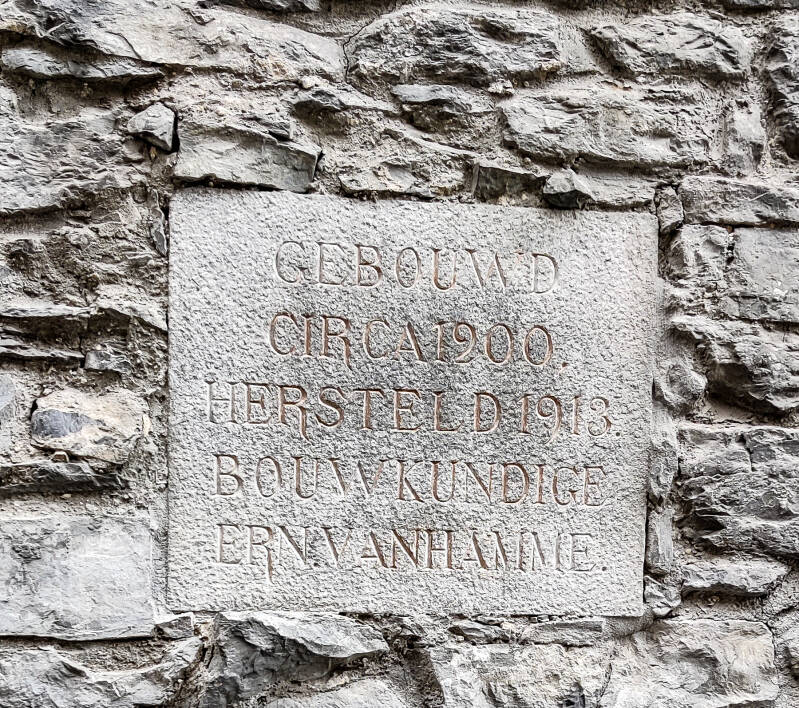 GEBOUWD
CIRCA 1900.
HERSTELD 1913.
BOUWKUNDIGE
ERN. VANHAMME.